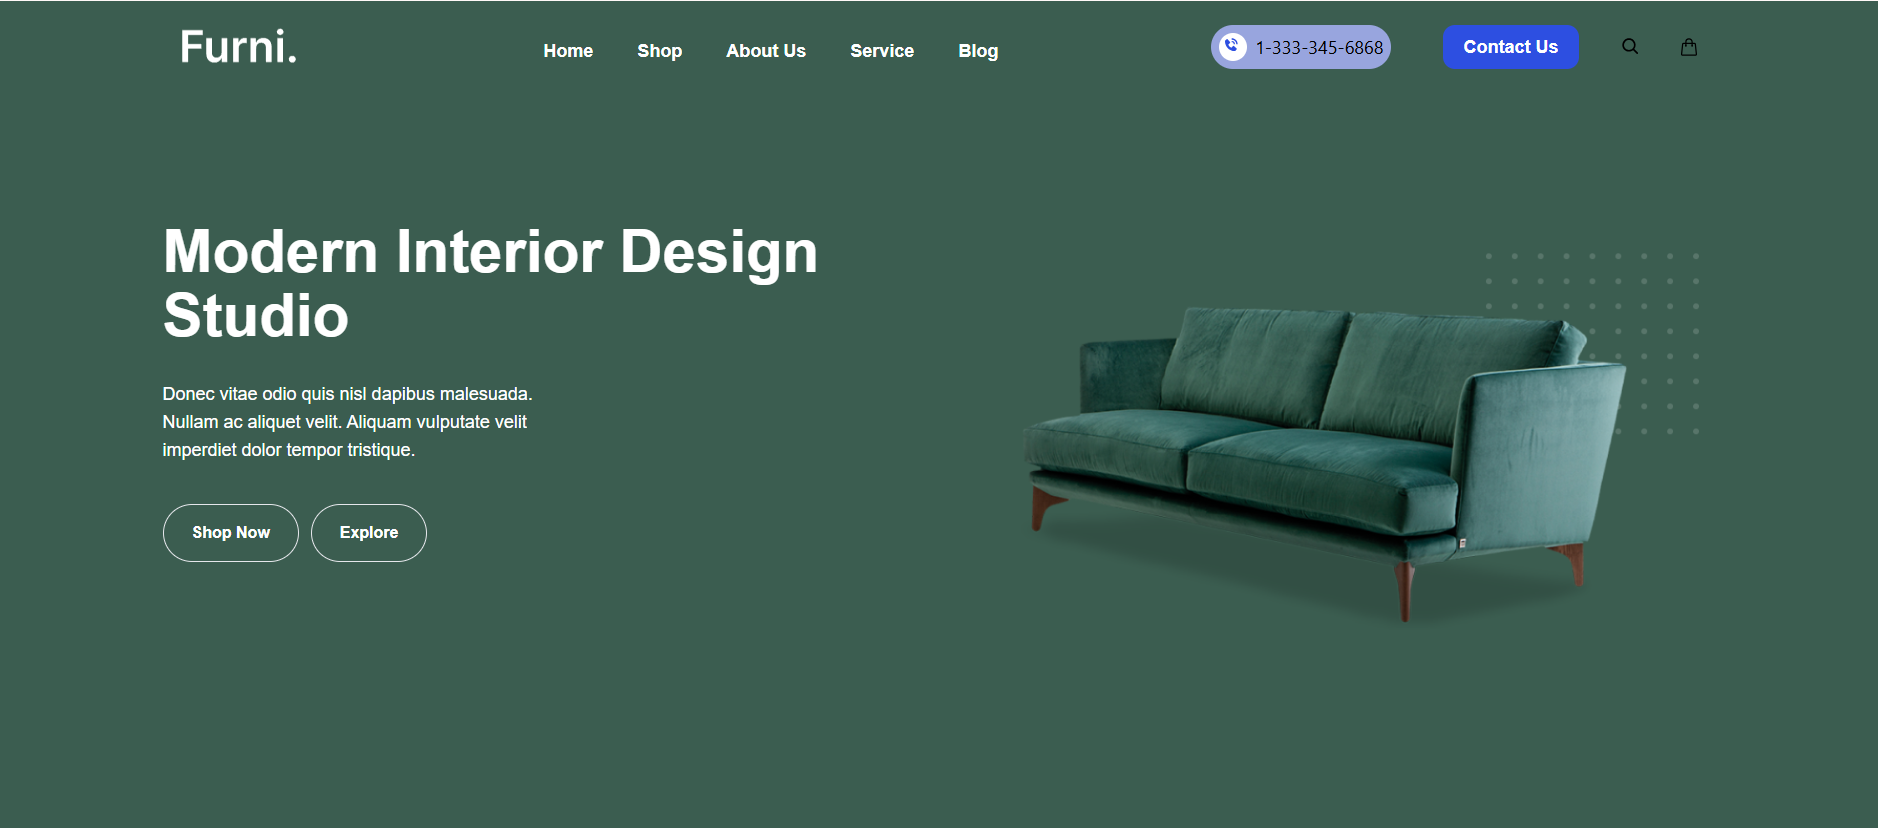 Furni.
Home Shop About Us Service Blog
1-333-345-6868
Contact Us
Modern Interior Design
Studio
Donec vitae odio quis nisl dapibus malesuada.
Nullam ac aliquet velit. Aliquam vulputate velit
imperdiet dolor tempor tristique.
Shop Now
Explore